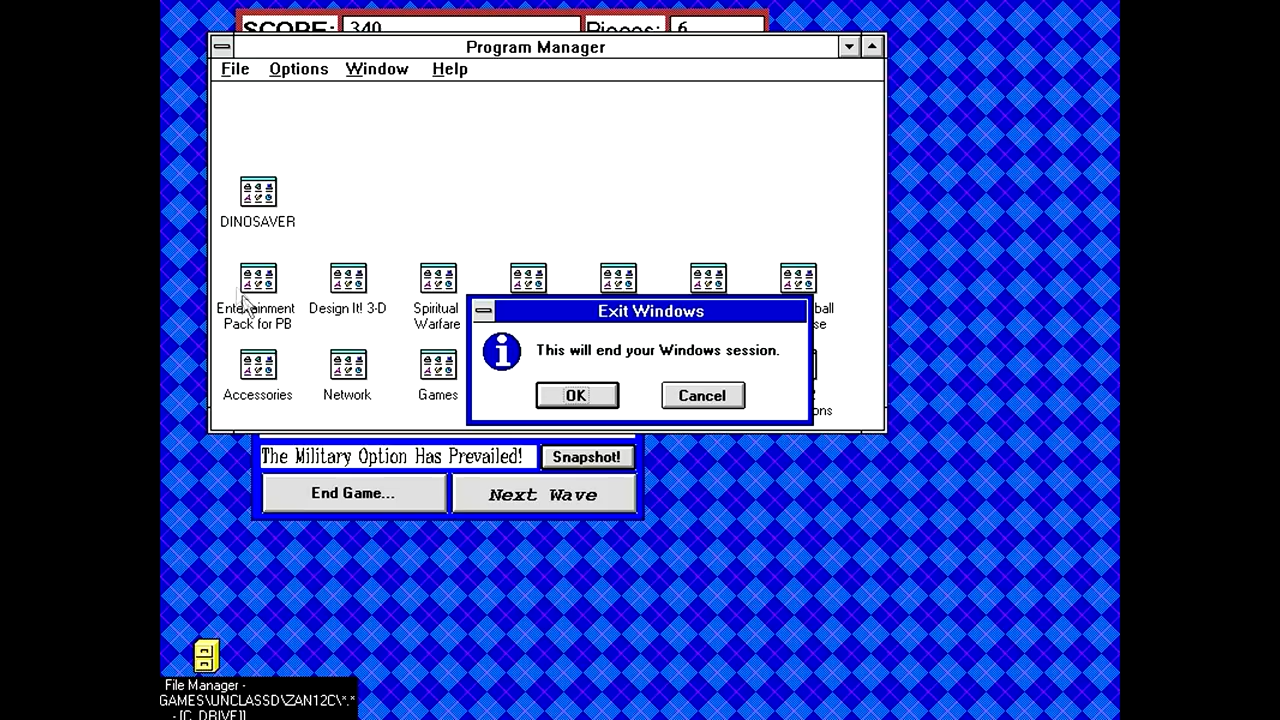 SCORE: 340 Pieces: 6
Program Manager
File Options Window Help
DINOSAVER
Entertainment Pack for PB
Design It! 3-D
Spiritual Warfare
Exit Windows
This will end your Windows session.
OK Cancel
Accessories Network Games
The Military Option Has Prevailed! Snapshot!
End Game... Next Wave
File Manager -
GAMES\UNCLASSD\ZAN12C\*.*
- [C_DRIVE]]